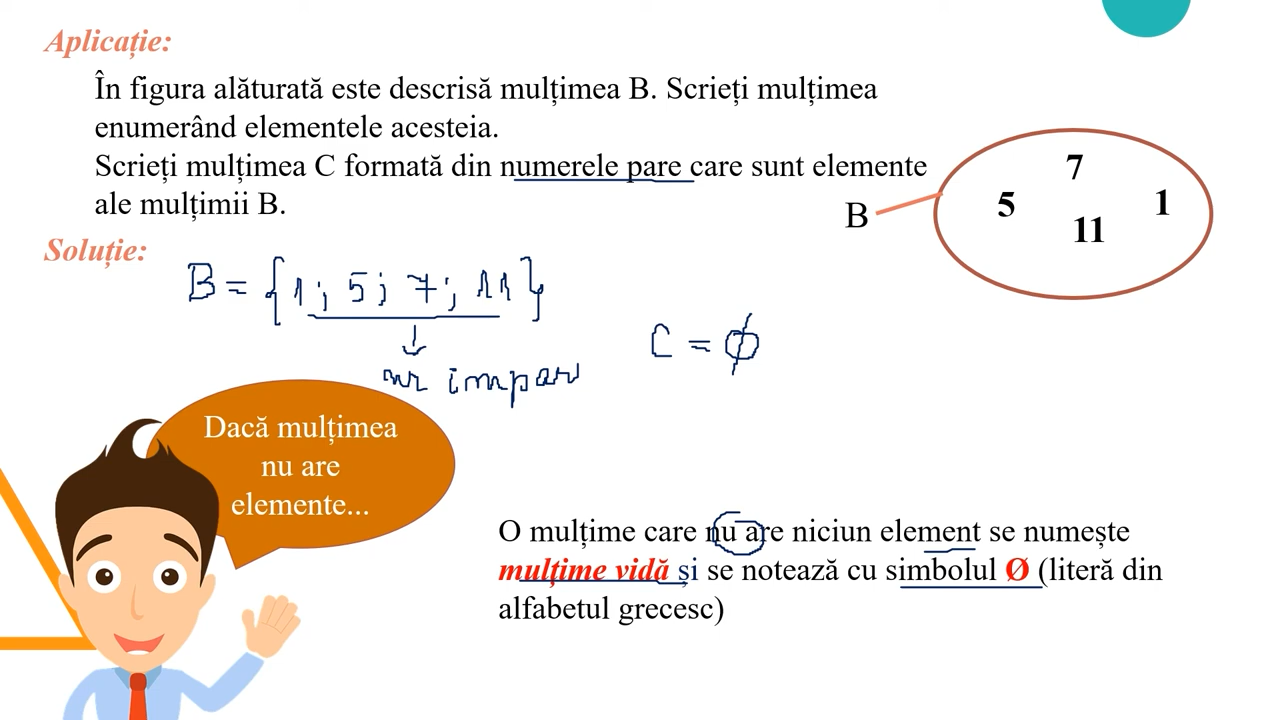 Aplicație:
În figura alăturată este descrisă mulțimea B. Scrieți mulțimea
enumerând elementele acesteia.
Scrieți mulțimea C formată din numerele pare care sunt elemente
ale mulțimii B.
7
5
1
11
B
Soluție:
B = {1; 5; 7; 11}
C = Ø
nr impar
Dacă mulțimea
nu are
elemente...
O mulțime care nu are niciun element se numește
mulțime vidă și se notează cu simbolul Ø (literă din
alfabetul grecesc)